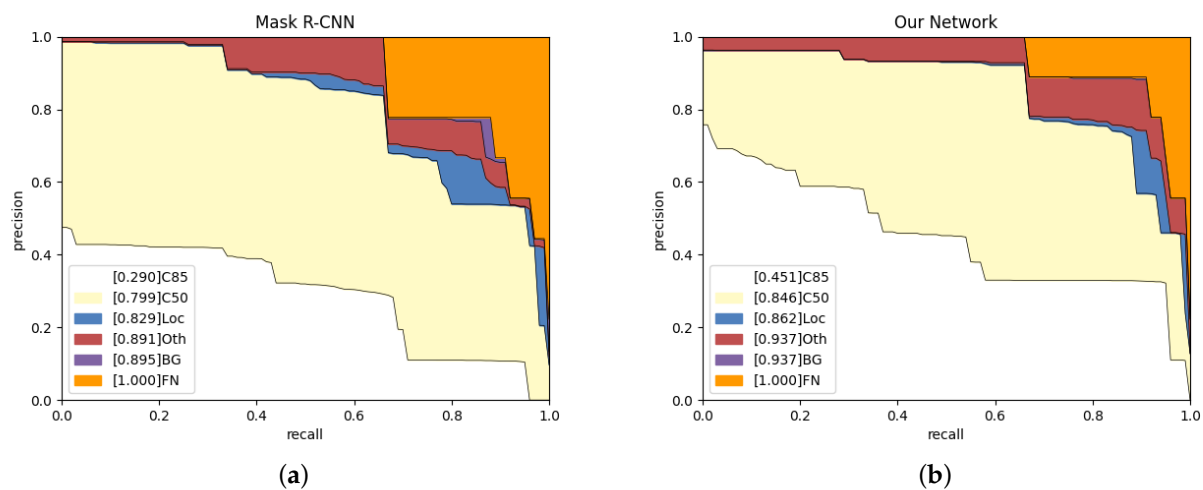 Mask R-CNN
1.0
0.8
0.6
0.4
0.2
0.0
precision
[0.290]C85
[0.799]C50
[0.829]Loc
[0.891]Oth
[0.895]BG
[1.000]FN
0.0 0.2 0.4 0.6 0.8 1.0
recall
(a)
Our Network
1.0
0.8
0.6
0.4
0.2
0.0
precision
[0.451]C85
[0.846]C50
[0.862]Loc
[0.937]Oth
[0.937]BG
[1.000]FN
0.0 0.2 0.4 0.6 0.8 1.0
recall
(b)